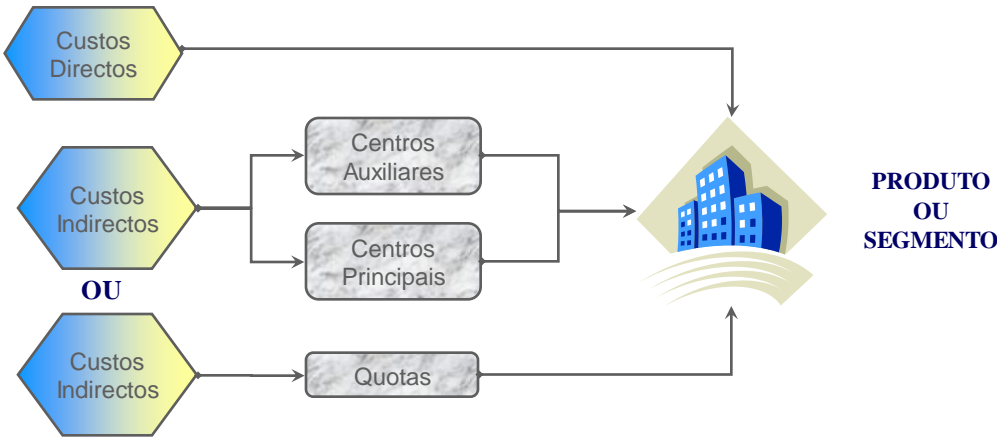 Custos
Directos
Custos
Indirectos
Centros
Auxiliares
Centros
Principais
PRODUTO
OU
SEGMENTO
OU
Custos
Indirectos
Quotas